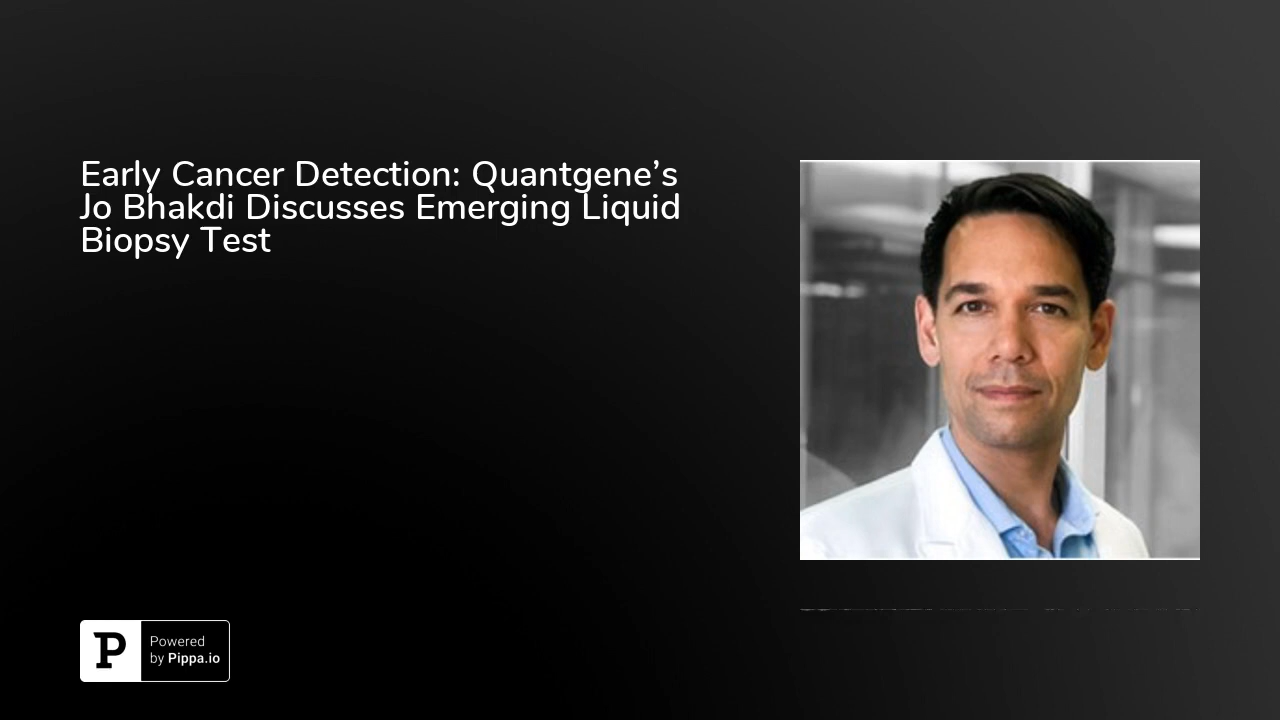 Early Cancer Detection: Quantgene’s
Jo Bhakdi Discusses Emerging Liquid
Biopsy Test
P
Powered
by Pippa.io